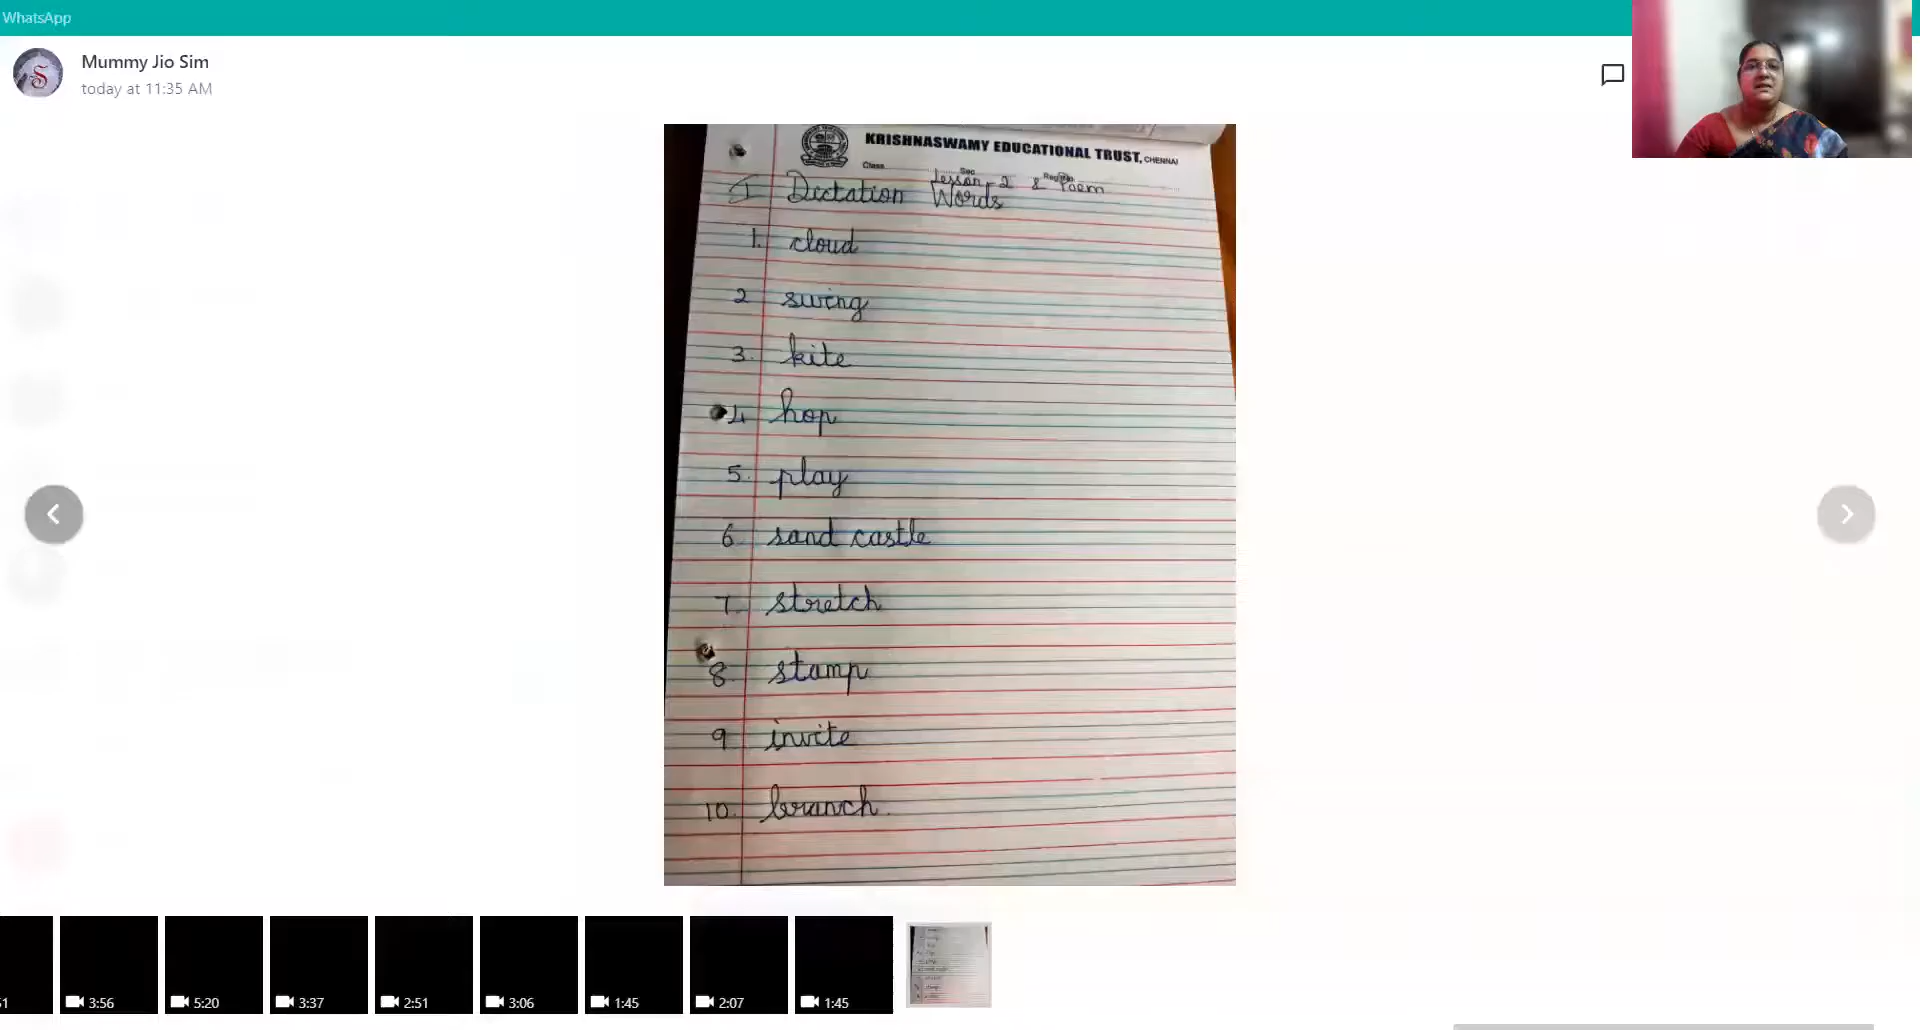 WhatsApp
Mummy Jio Sim
today at 11:35 AM
KRISHNASWAMY EDUCATIONAL TRUST, CHENNAI
Class Sec
Lesson-2 & Poem
I Dictation Words
1. cloud
2 swing
3. kite
4 hop
5. play
6 sand castle
7. stretch
8. stamp
9 invite
10. branch.
3:56
5:20
3:37
2:51
3:06
1:45
2:07
1:45